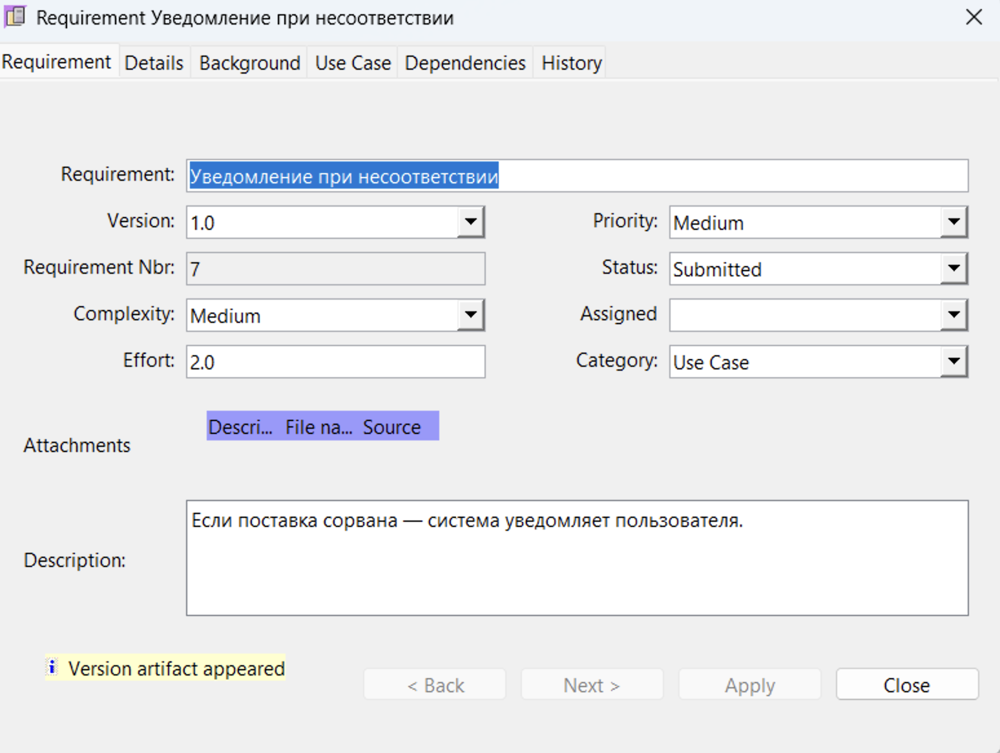 Requirement Уведомление при несоответствии
Requirement Details Background Use Case Dependencies History
Requirement: Уведомление при несоответствии
Version: 1.0 Priority: Medium
Requirement Nbr: 7 Status: Submitted
Complexity: Medium Assigned
Effort: 2.0 Category: Use Case
Descri... File na... Source
Attachments
Если поставка сорвана — система уведомляет пользователя.
Description:
i Version artifact appeared
< Back Next > Apply Close